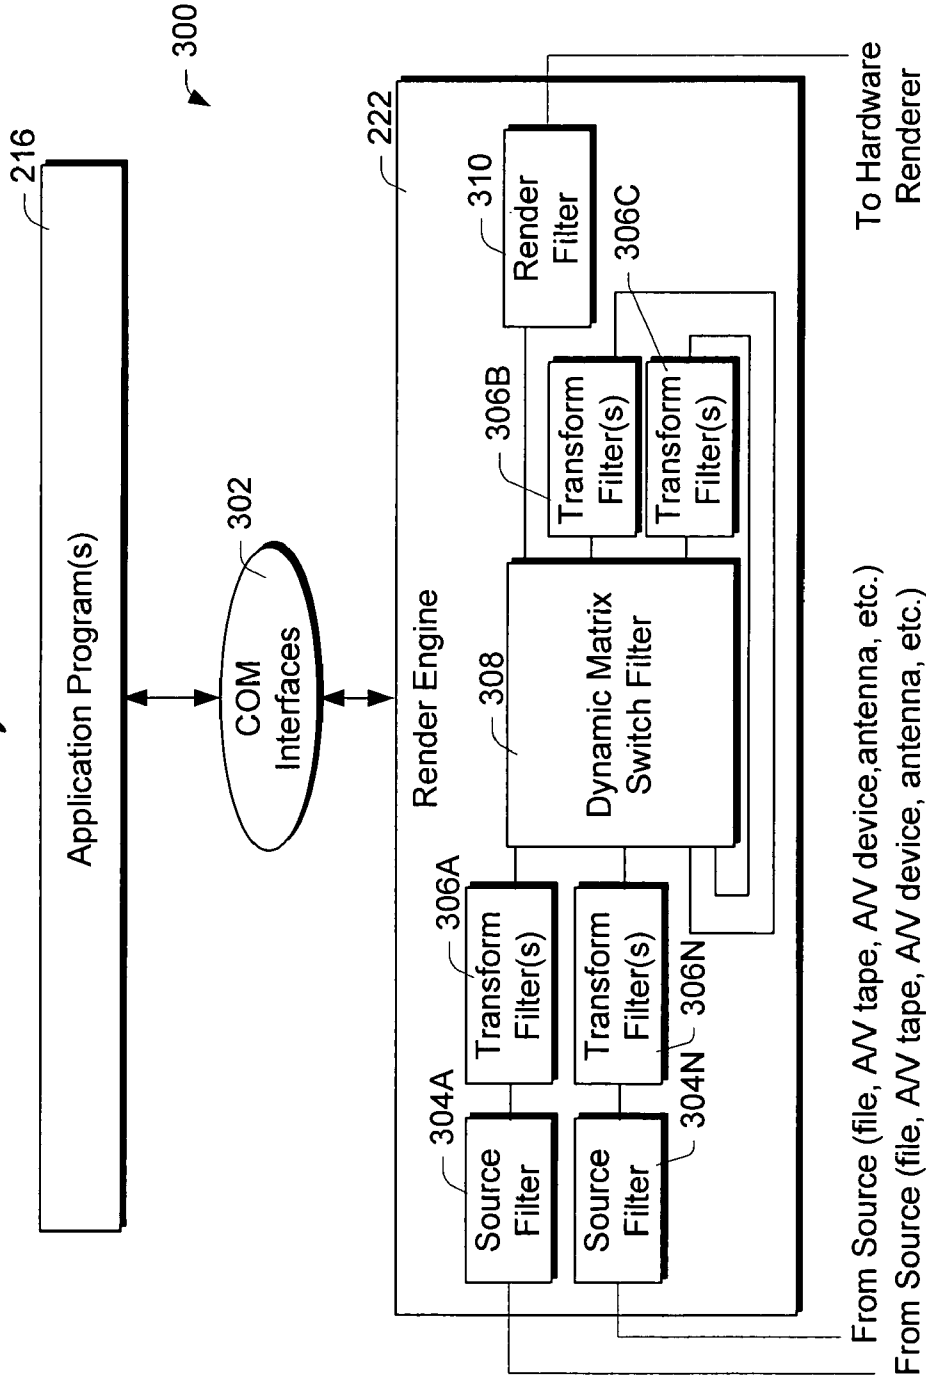 300
216
Application Program(s)
302
COM
Interfaces
222
Render Engine
304A
Source
Filter
306A
Transform
Filter(s)
308
Dynamic Matrix
Switch Filter
306B
Transform
Filter(s)
310
Render
Filter
Source
Filter
304N
Transform
Filter(s)
306N
Transform
Filter(s)
306C
From Source (file, A/V tape, A/V device,antenna, etc.)
From Source (file, A/V tape, A/V device, antenna, etc.)
To Hardware
Renderer